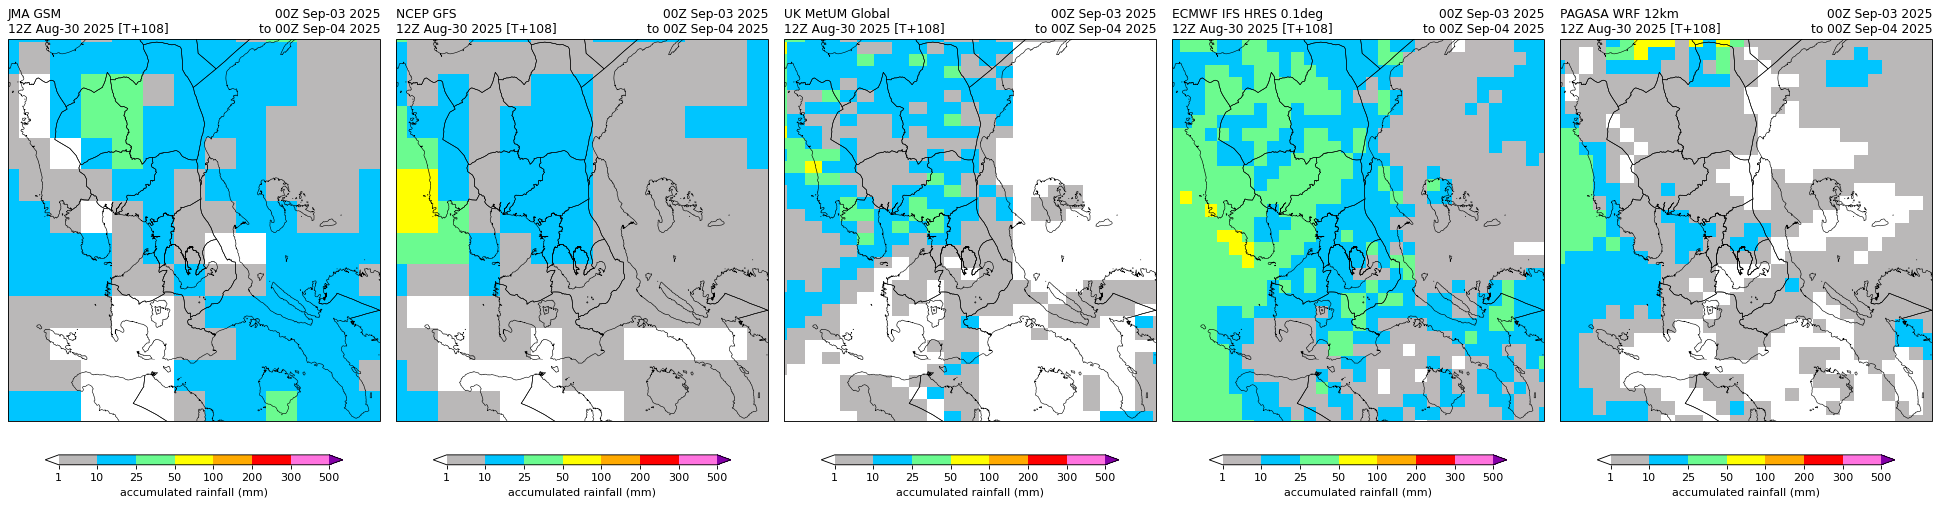 JMA GSM 00Z Sep-03 2025
12Z Aug-30 2025 [T+108] to 00Z Sep-04 2025
1 10 25 50 100 200 300 500
accumulated rainfall (mm)
NCEP GFS 00Z Sep-03 2025
12Z Aug-30 2025 [T+108] to 00Z Sep-04 2025
1 10 25 50 100 200 300 500
accumulated rainfall (mm)
UK MetUM Global 00Z Sep-03 2025
12Z Aug-30 2025 [T+108] to 00Z Sep-04 2025
1 10 25 50 100 200 300 500
accumulated rainfall (mm)
ECMWF IFS HRES 0.1deg 00Z Sep-03 2025
12Z Aug-30 2025 [T+108] to 00Z Sep-04 2025
1 10 25 50 100 200 300 500
accumulated rainfall (mm)
PAGASA WRF 12km 00Z Sep-03 2025
12Z Aug-30 2025 [T+108] to 00Z Sep-04 2025
1 10 25 50 100 200 300 500
accumulated rainfall (mm)